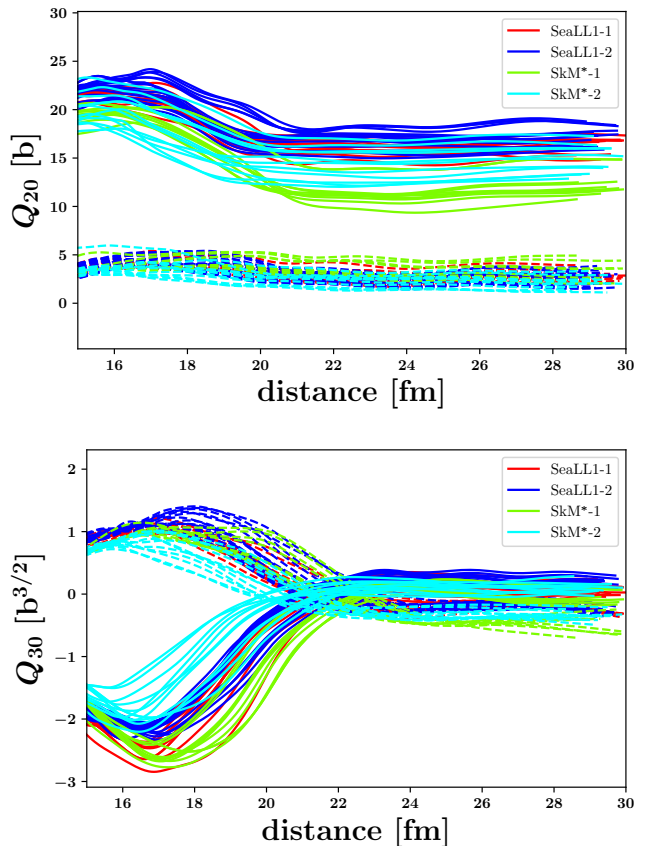 30
25
20
15
10
5
0
Q20 [b]
SeaLL1-1
SeaLL1-2
SkM*-1
SkM*-2
16 18 20 22 24 26 28 30
distance [fm]
2
1
0
−1
−2
−3
Q30 [b3/2]
SeaLL1-1
SeaLL1-2
SkM*-1
SkM*-2
16 18 20 22 24 26 28 30
distance [fm]